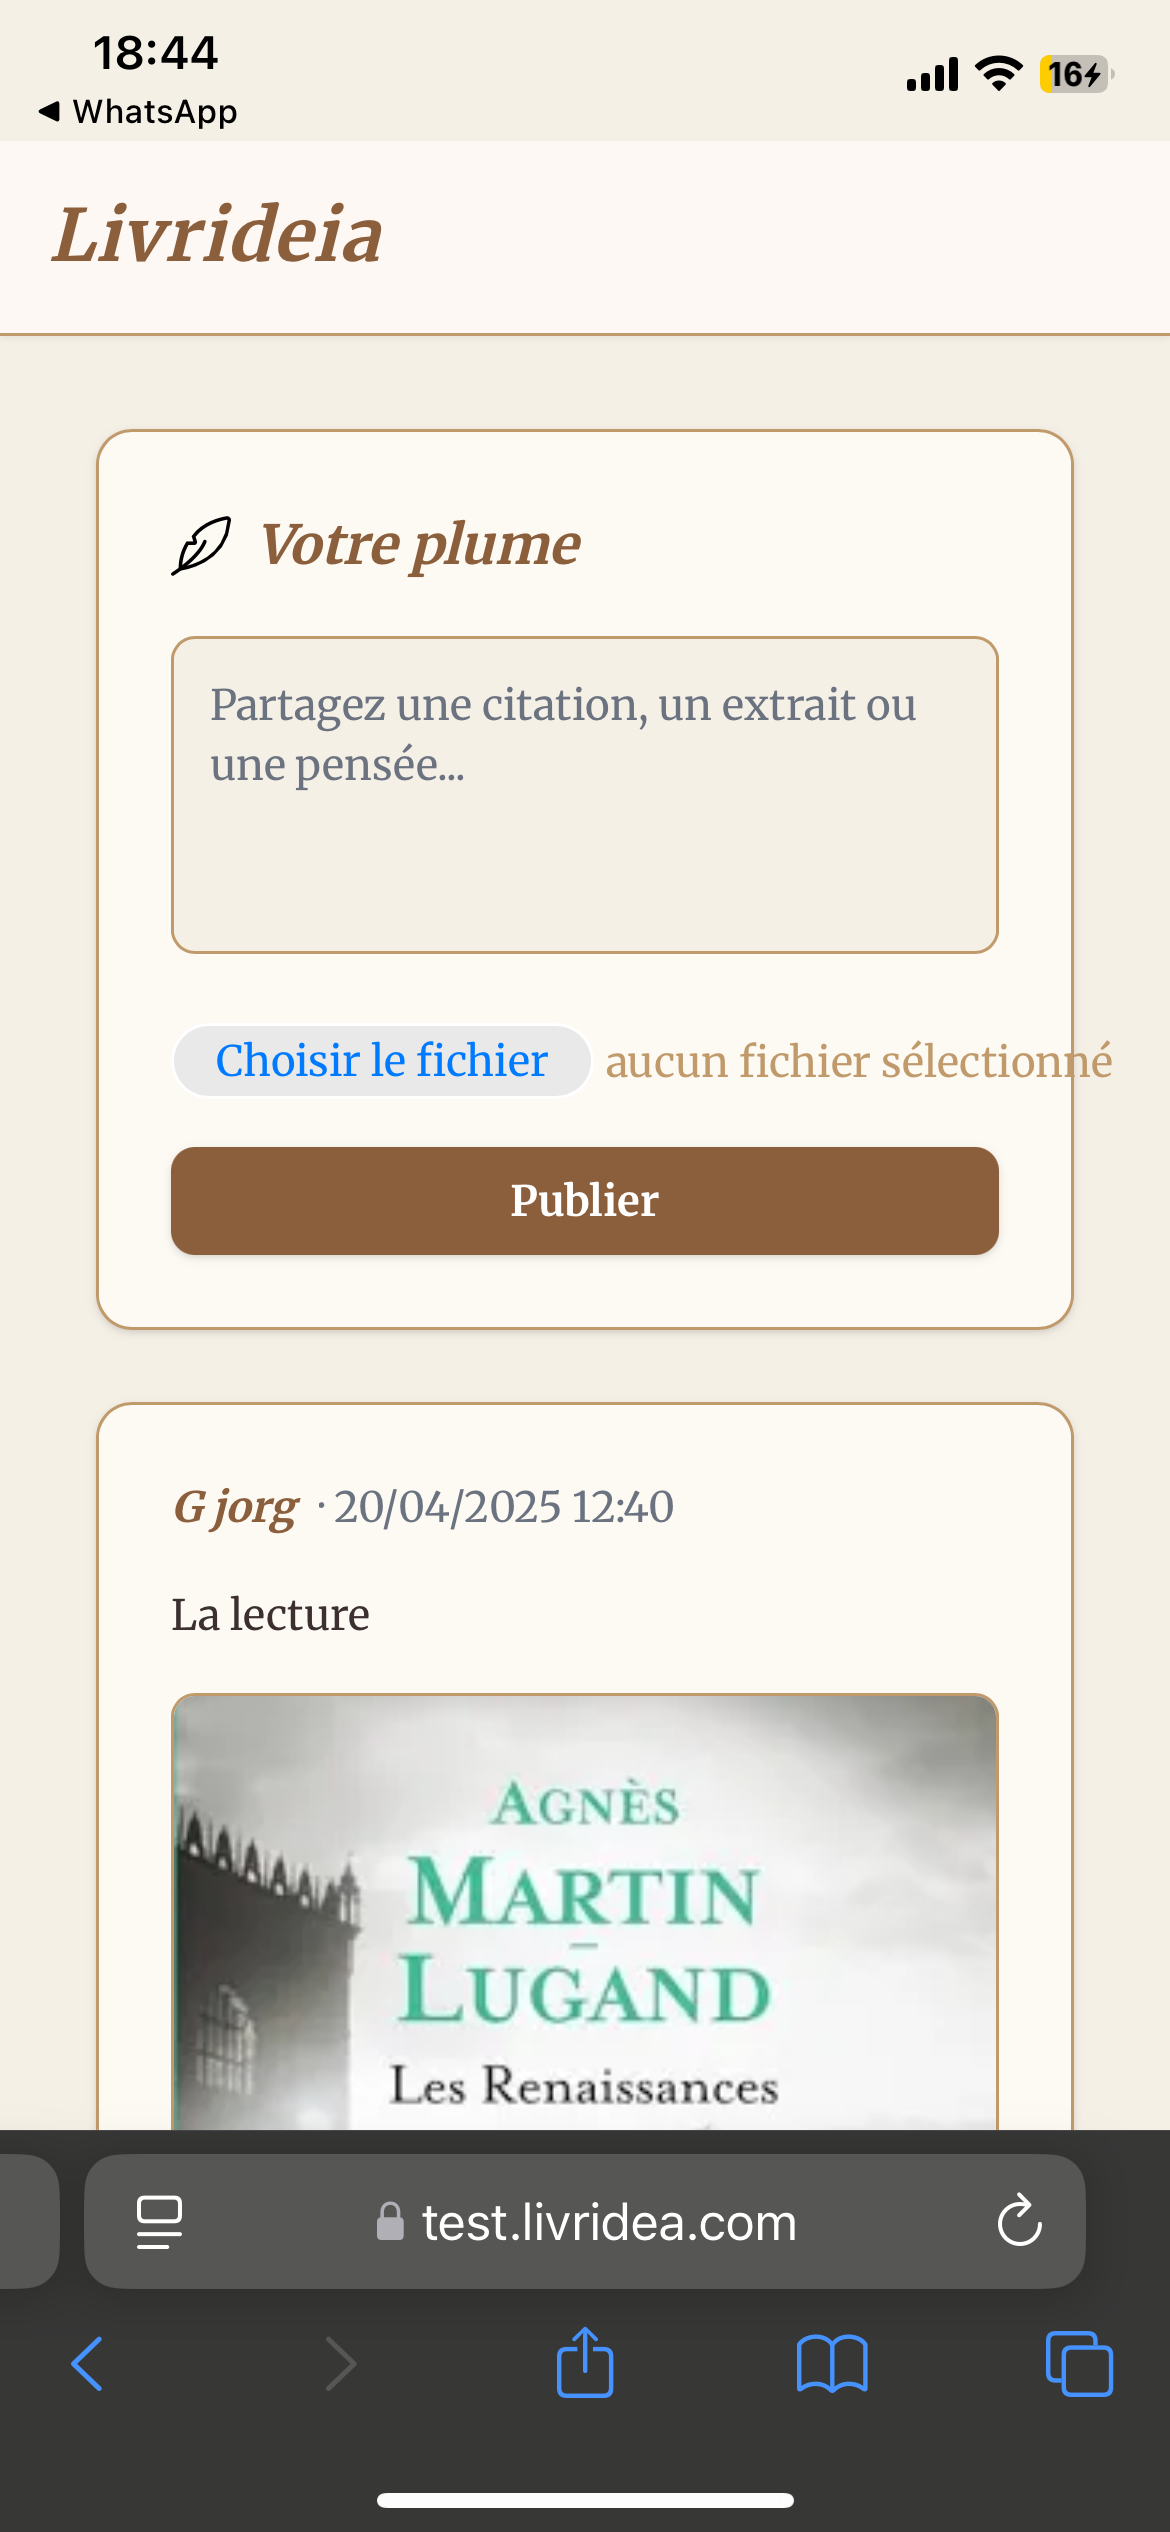 18:44
16
WhatsApp
Livrideia
Votre plume
Partagez une citation, un extrait ou
une pensée...
Choisir le fichier aucun fichier sélectionné
Publier
G jorg · 20/04/2025 12:40
La lecture
AGNÈS
MARTIN
–
LUGAND
Les Renaissances
test.livridea.com